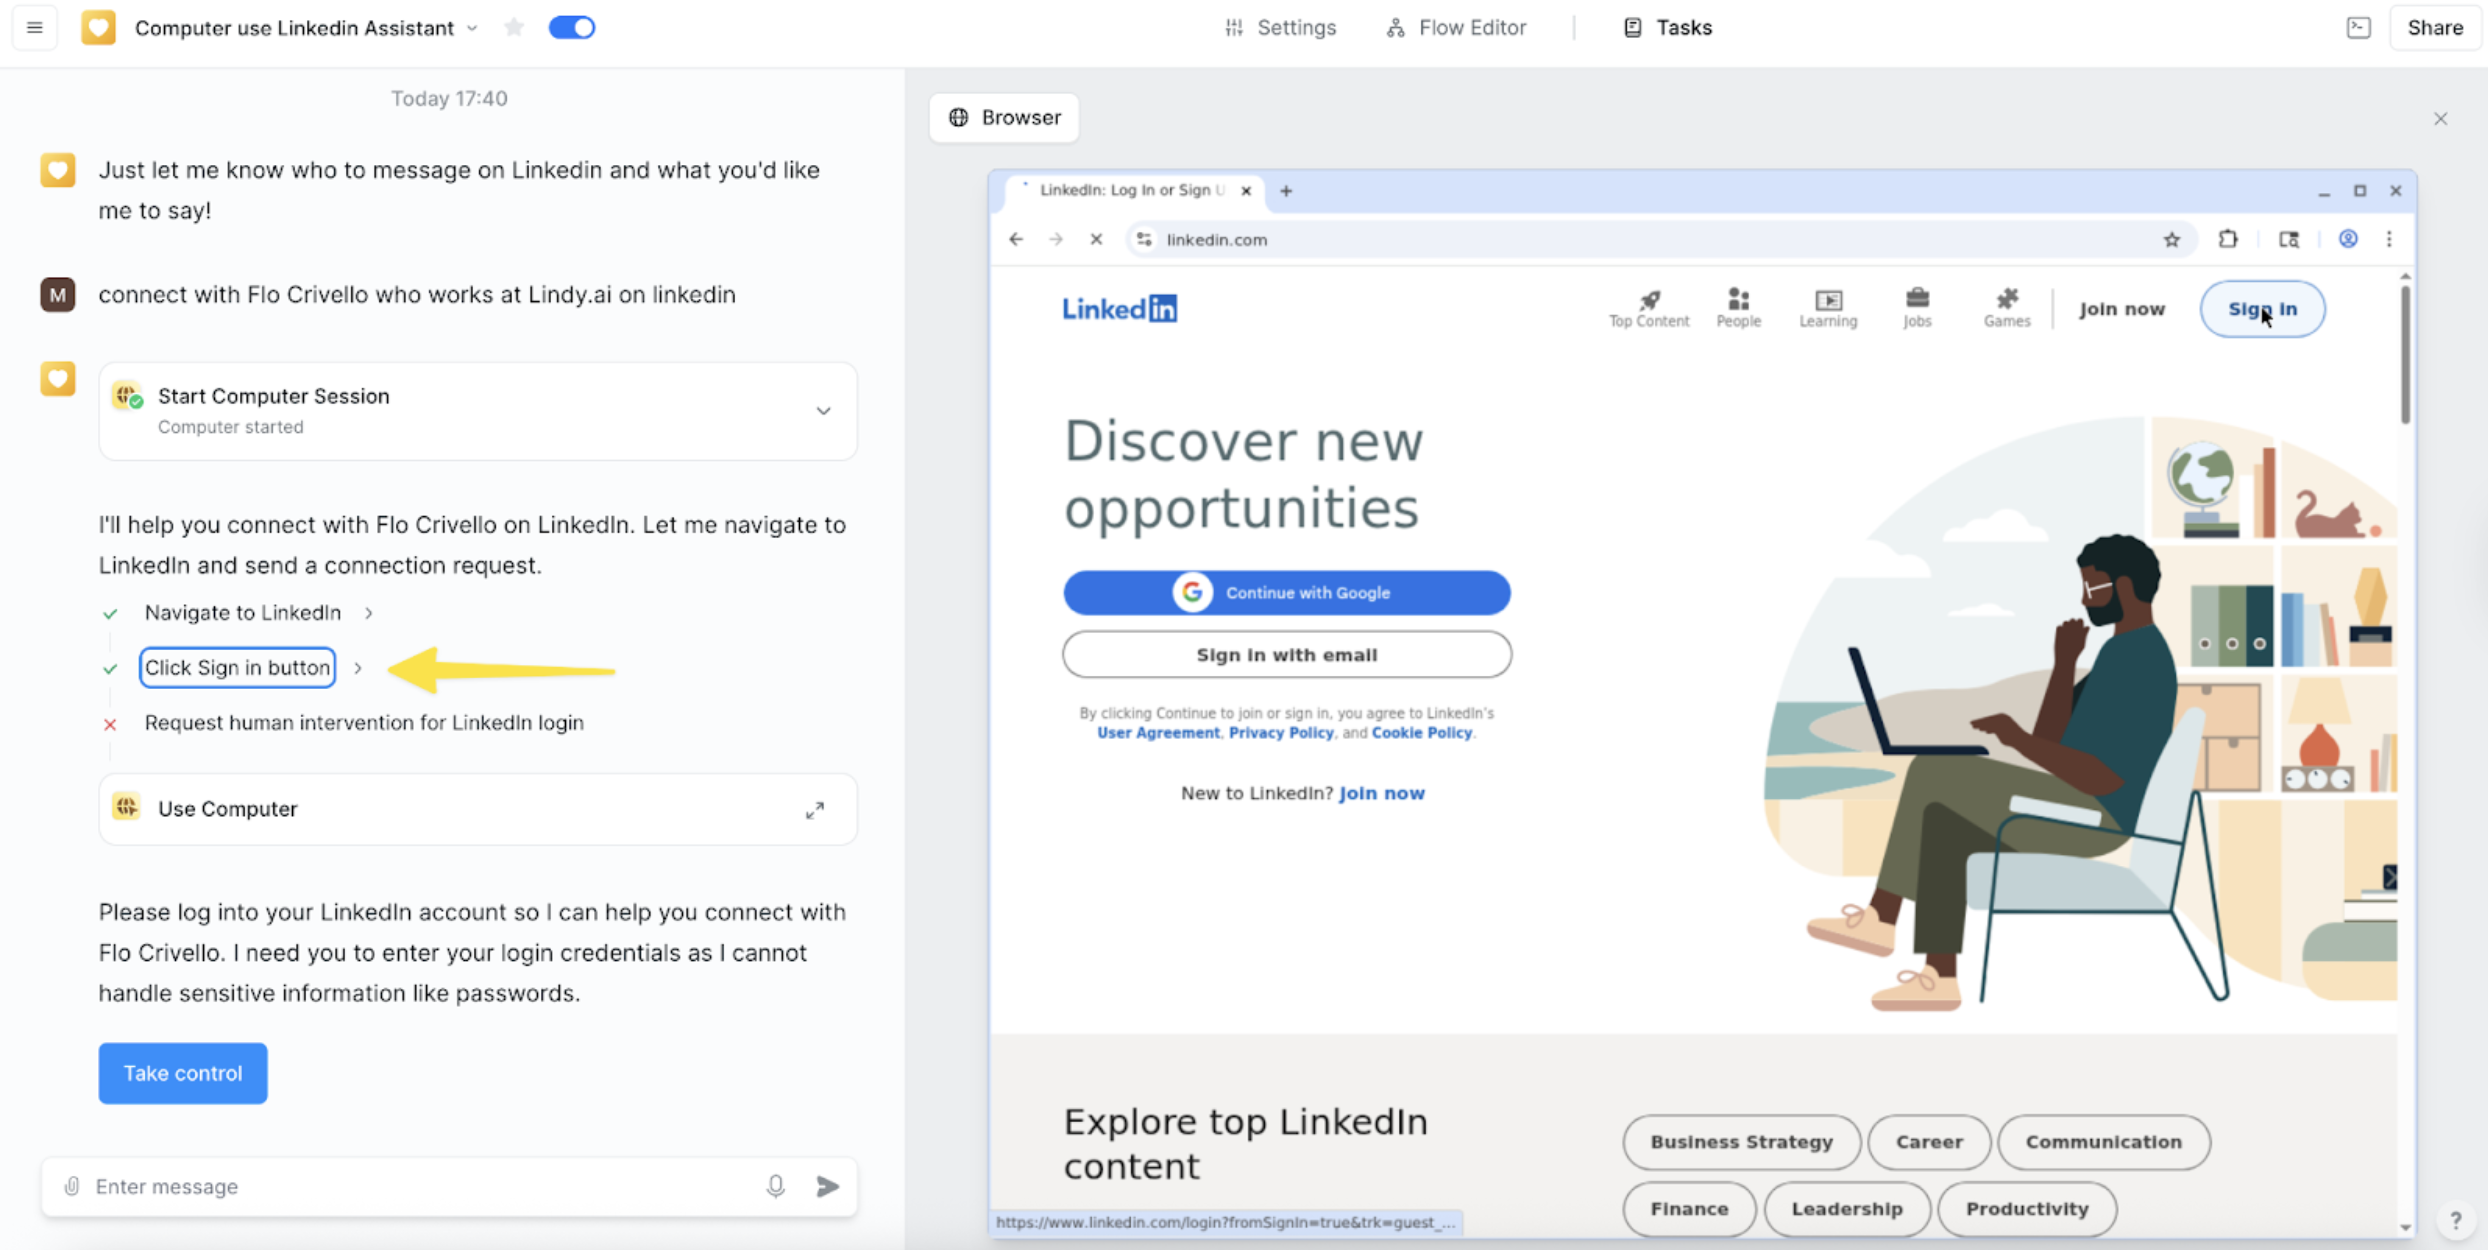 Computer use Linkedin Assistant
Settings
Flow Editor
Tasks
Share
Today 17:40
Just let me know who to message on Linkedin and what you'd like
me to say!
M
connect with Flo Crivello who works at Lindy.ai on linkedin
Start Computer Session
Computer started
I'll help you connect with Flo Crivello on LinkedIn. Let me navigate to
LinkedIn and send a connection request.
Navigate to LinkedIn
Click Sign in button
Request human intervention for LinkedIn login
Use Computer
Please log into your LinkedIn account so I can help you connect with
Flo Crivello. I need you to enter your login credentials as I cannot
handle sensitive information like passwords.
Take control
Enter message
Browser
LinkedIn: Log In or Sign U
linkedin.com
Linked in
Top Content
People
Learning
Jobs
Games
Join now
Sign in
Discover new
opportunities
G
Continue with Google
Sign in with email
By clicking Continue to join or sign in, you agree to LinkedIn's
User Agreement, Privacy Policy, and Cookie Policy.
New to LinkedIn? Join now
Explore top LinkedIn
content
Business Strategy
Career
Communication
Finance
Leadership
Productivity
https://www.linkedin.com/login?fromSignIn=true&trk=guest_...
?